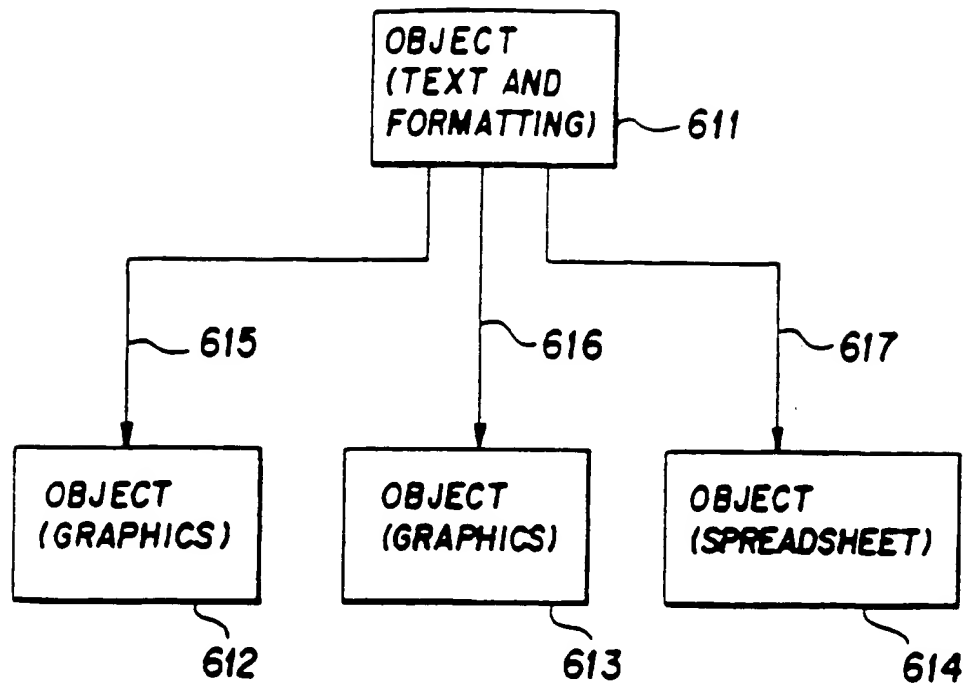 OBJECT
(TEXT AND
FORMATTING)
611
615
616
617
OBJECT
(GRAPHICS)
OBJECT
(GRAPHICS)
OBJECT
(SPREADSHEET)
612
613
614